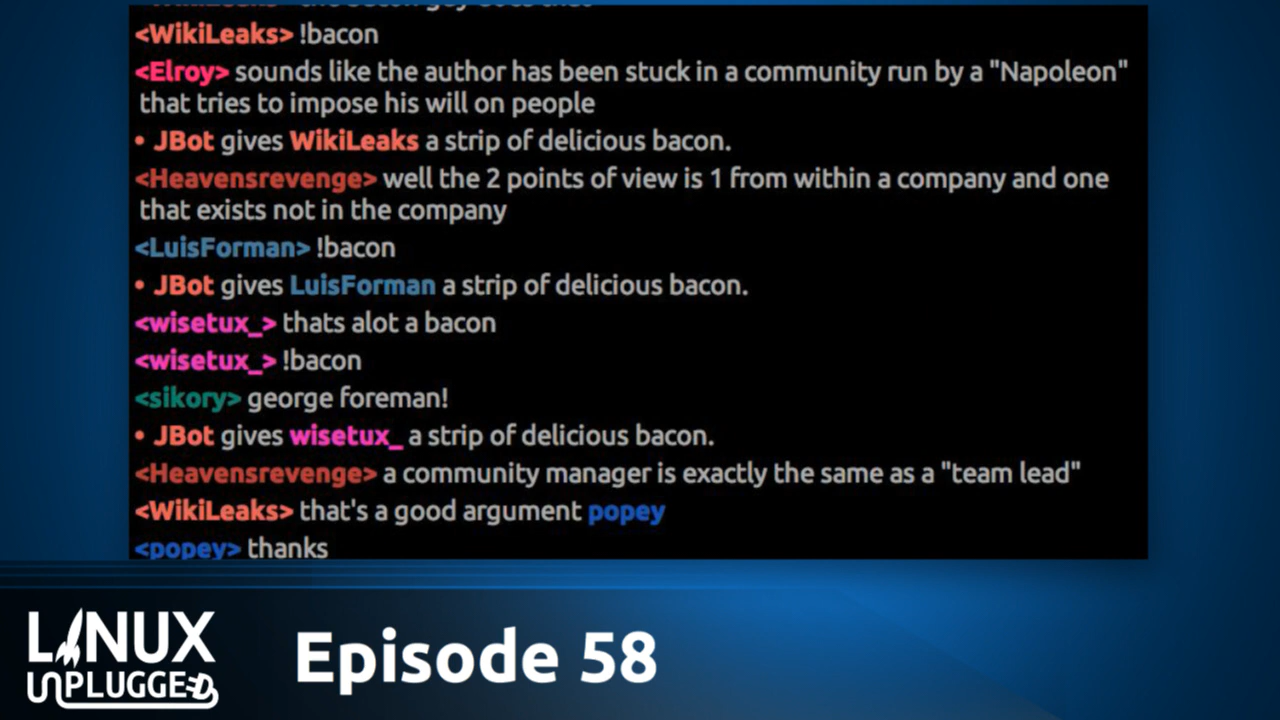 <WikiLeaks> !bacon
<Elroy> sounds like the author has been stuck in a community run by a "Napoleon"
that tries to impose his will on people
• JBot gives WikiLeaks a strip of delicious bacon.
<Heavensrevenge> well the 2 points of view is 1 from within a company and one
that exists not in the company
<LuisForman> !bacon
• JBot gives LuisForman a strip of delicious bacon.
<wisetux_> thats alot a bacon
<wisetux_> !bacon
<sikory> george foreman!
• JBot gives wisetux_ a strip of delicious bacon.
<Heavensrevenge> a community manager is exactly the same as a "team lead"
<WikiLeaks> that's a good argument popey
<popey> thanks
LINUX
UNPLUGGED
Episode 58